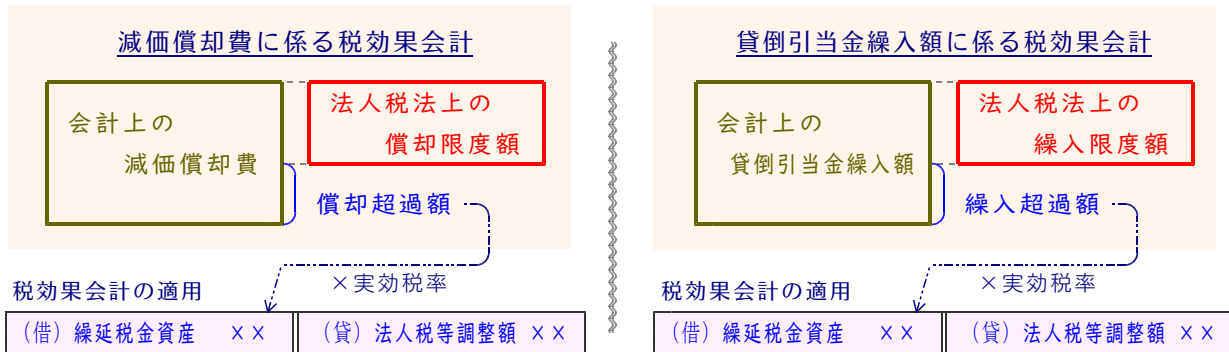 減価償却費に係る税効果会計
会計上の
減価償却費
法人税法上の
償却限度額
償却超過額
×実効税率
税効果会計の適用
(借) 繰延税金資産 ×× (貸) 法人税等調整額 ××
貸倒引当金繰入額に係る税効果会計
会計上の
貸倒引当金繰入額
法人税法上の
繰入限度額
繰入超過額
×実効税率
税効果会計の適用
(借) 繰延税金資産 ×× (貸) 法人税等調整額 ××